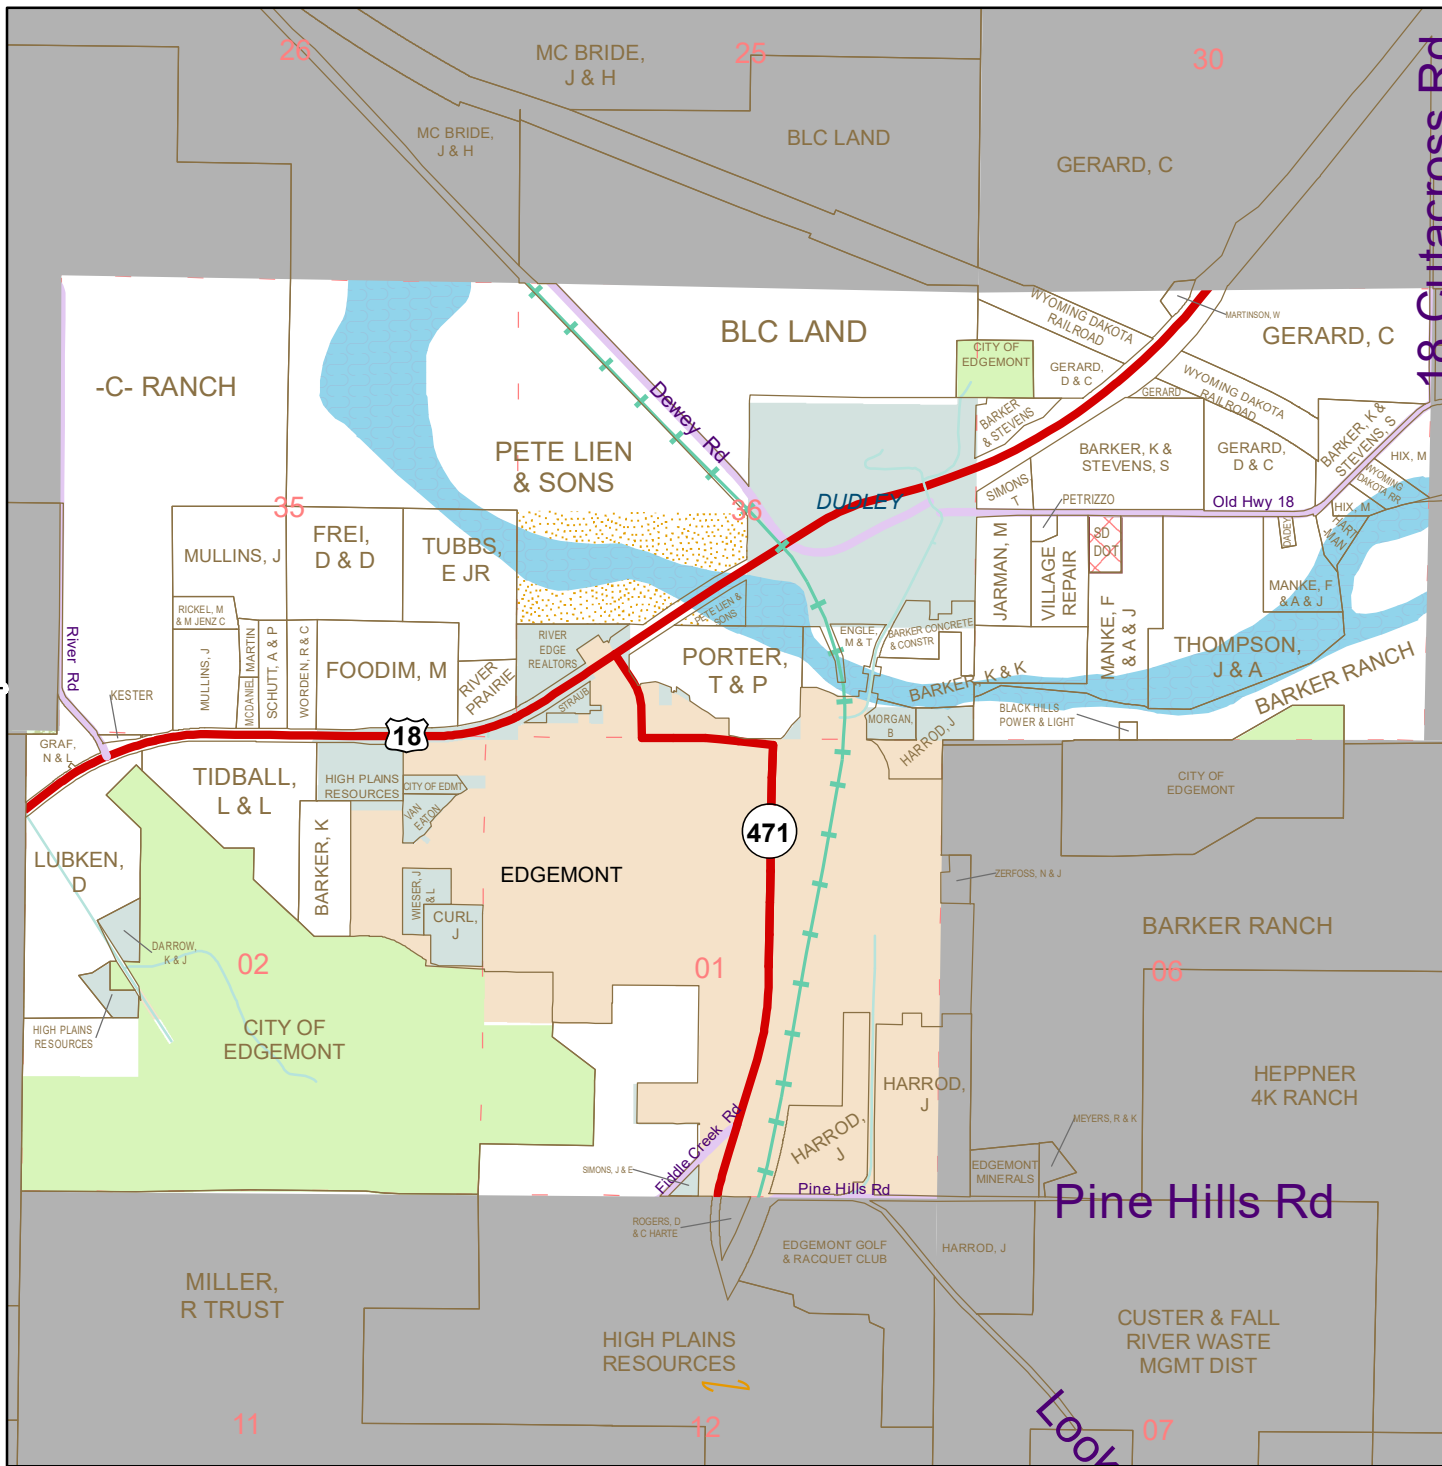 26
MC BRIDE,
J & H
25
30
18 Cutacross Rd
MC BRIDE,
J & H
BLC LAND
GERARD, C
WYOMING DAKOTA
RAILROAD
MARTINSON, W
BLC LAND
GERARD, C
CITY OF
EDGEMONT
GERARD,
D & C
-C- RANCH
Dewey Rd
GERARD
WYOMING DAKOTA
RAILROAD
BARKER
& STEVENS
BARKER, K &
STEVENS, S
PETE LIEN
& SONS
BARKER, K &
STEVENS, S
GERARD,
D & C
HIX, M
WYOMING
DAKOTA RR
SIMONS
T
PETRIZZO
Old Hwy 18
HIX, M
35
36
DUDLEY
HART
-MAN
DADEY
MULLINS, J
FREI,
D & D
TUBBS,
E JR
JARMAN, M
VILLAGE
REPAIR
SD
DOT
MANKE, F
& A & J
RICKEL, M
& M JENZ C
PETE LIEN &
SONS
RIVER
EDGE
REALTORS
ENGLE,
M & T
BARKER CONCRETE
& CONSTR
MANKE, F
& A & J
THOMPSON,
J & A
River Rd
MULLINS, J
MCDANIEL
MARTIN
SCHUTT, A & P
WORDEN, R & C
FOODIM, M
RIVER
PRAIRIE
PORTER,
T & P
BARKER, K & K
BARKER RANCH
KESTER
STRAUB
BLACK HILLS
POWER & LIGHT
MORGAN,
B
HARROD, J
GRAF,
N & L
18
TIDBALL,
L & L
HIGH PLAINS
RESOURCES
CITY OF EDMT
VAN
EATON
CITY OF
EDGEMONT
471
LUBKEN,
D
BARKER, K
EDGEMONT
WIESER, J
& L
CURL,
J
ZERFOSS, N & J
BARKER RANCH
DARROW,
K & J
02
01
06
HIGH PLAINS
RESOURCES
CITY OF
EDGEMONT
HARROD,
J
HEPPNER
4K RANCH
HARROD,
J
MEYERS, R & K
Fiddle Creek Rd
SIMONS, J & E
EDGEMONT
MINERALS
Pine Hills Rd
Pine Hills Rd
ROGERS, D
& C HARTE
EDGEMONT GOLF
& RACQUET CLUB
HARROD, J
MILLER,
R TRUST
HIGH PLAINS
RESOURCES
CUSTER & FALL
RIVER WASTE
MGMT DIST
11
12
07
Look